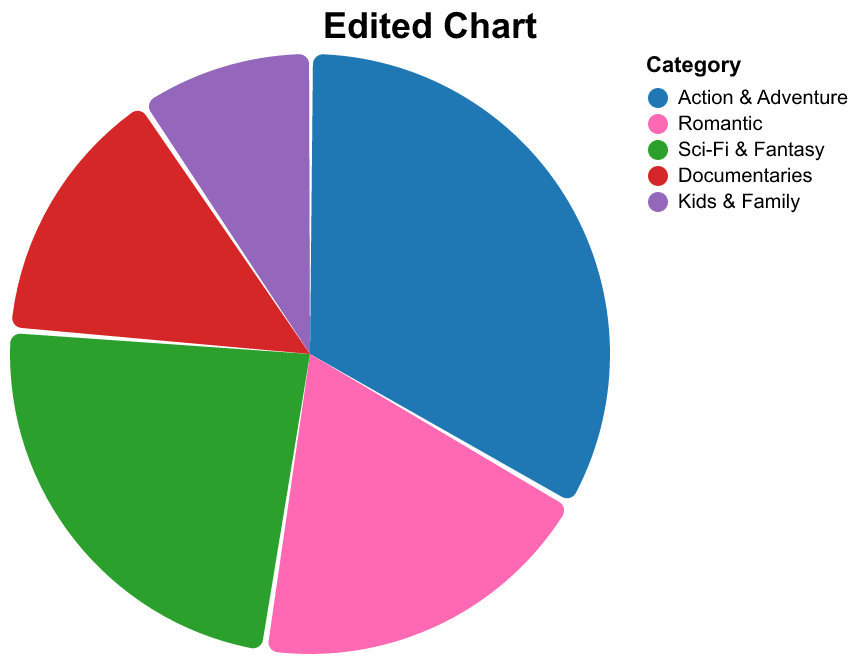 Edited Chart
Category
Action & Adventure
Romantic
Sci-Fi & Fantasy
Documentaries
Kids & Family